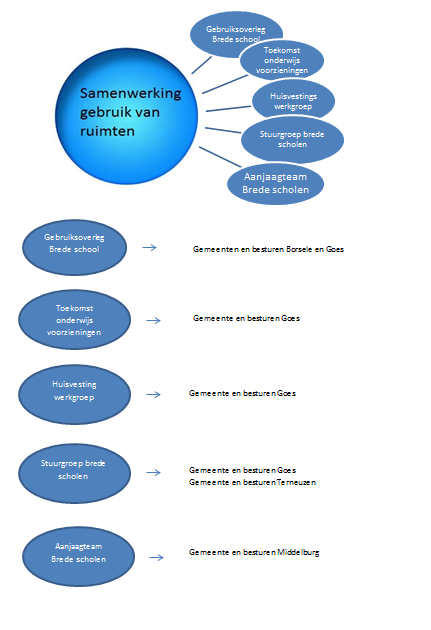 Gebruiksoverleg
Brede school
Toekomst
onderwijs
voorzieningen
Samenwerking
gebruik van
ruimten
Huisvestings
werkgroep
Stuurgroep brede
scholen
Aanjaagteam
Brede scholen
Gebruiksoverleg
Brede school
Gemeenten en besturen Borsele en Goes
Toekomst
onderwijs
voorzieningen
Gemeente en besturen Goes
Huisvesting
werkgroep
Gemeente en besturen Goes
Stuurgroep brede
scholen
Gemeente en besturen Goes
Gemeente en besturen Terneuzen
Aanjaagteam
Brede scholen
Gemeente en besturen Middelburg